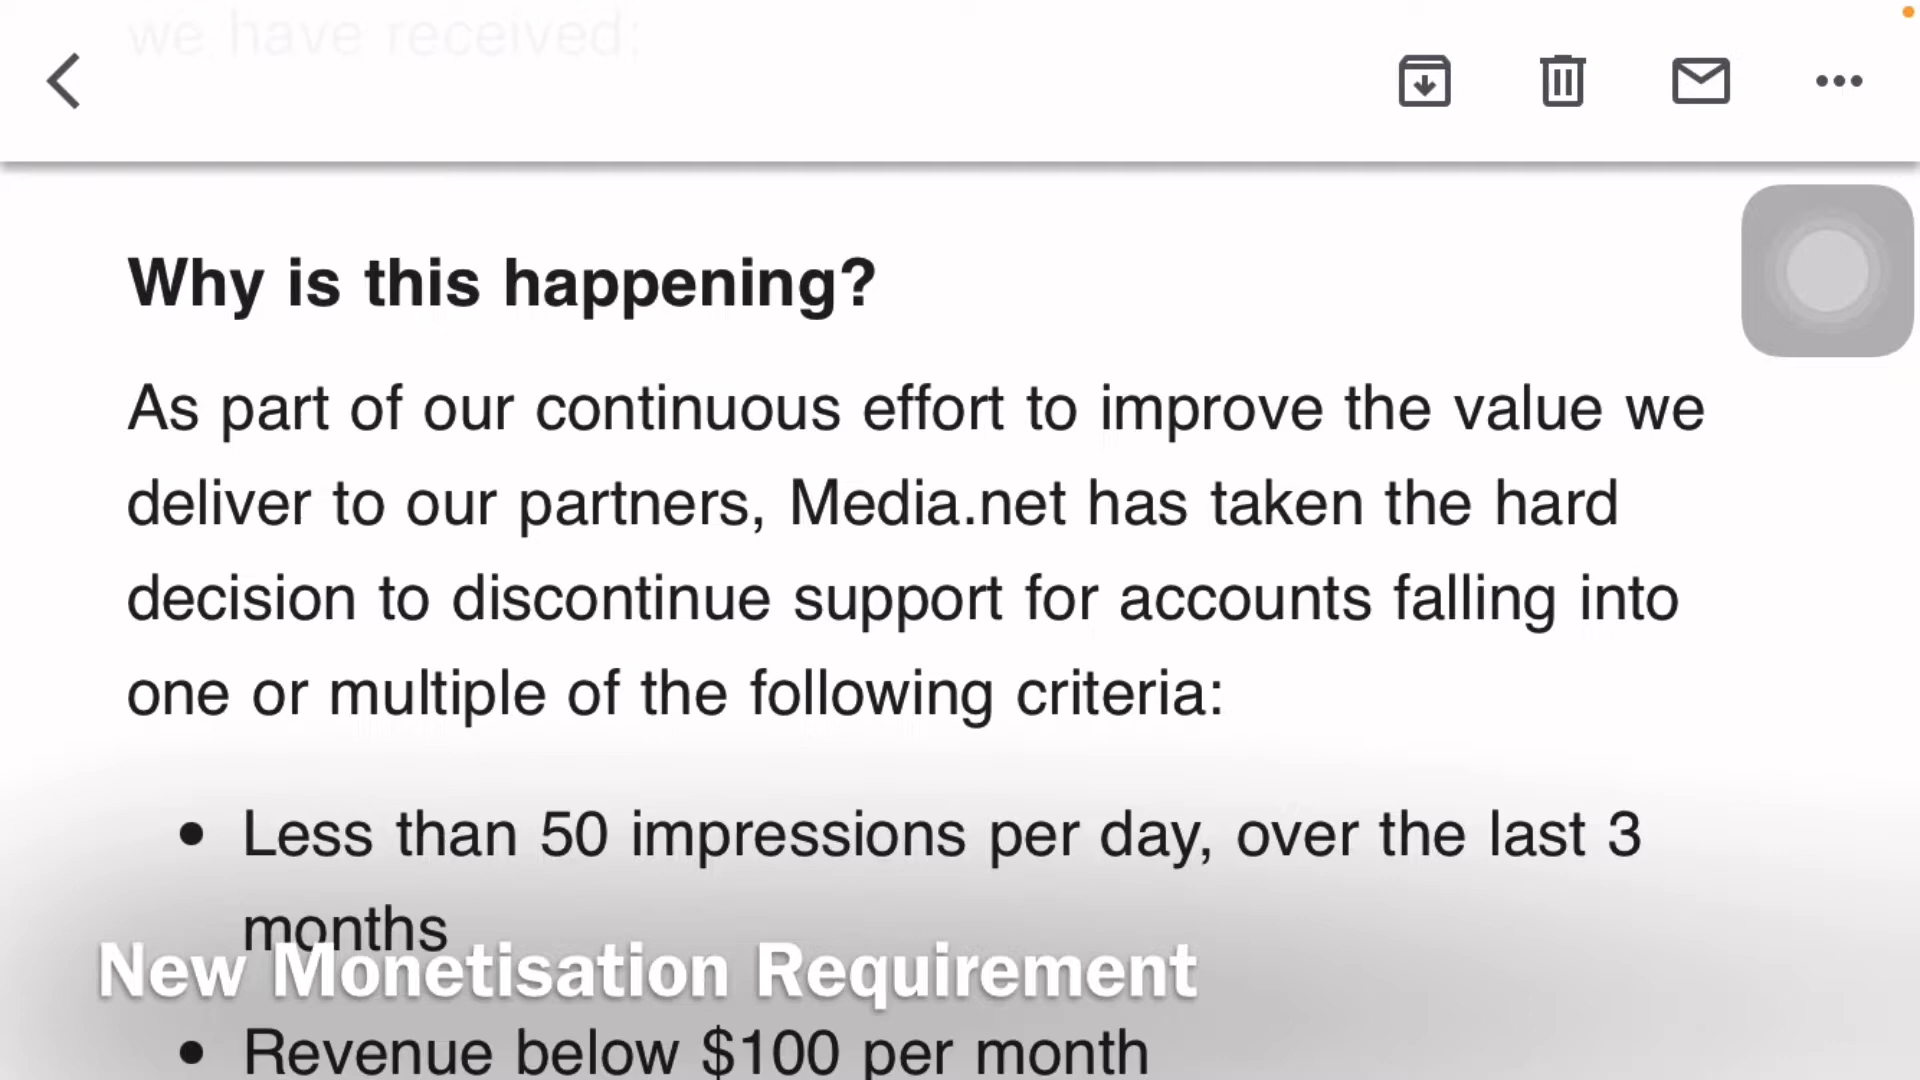 we have received:
Why is this happening?
As part of our continuous effort to improve the value we
deliver to our partners, Media.net has taken the hard
decision to discontinue support for accounts falling into
one or multiple of the following criteria:
• Less than 50 impressions per day, over the last 3
months
New Monetisation Requirement
• Revenue below $100 per month